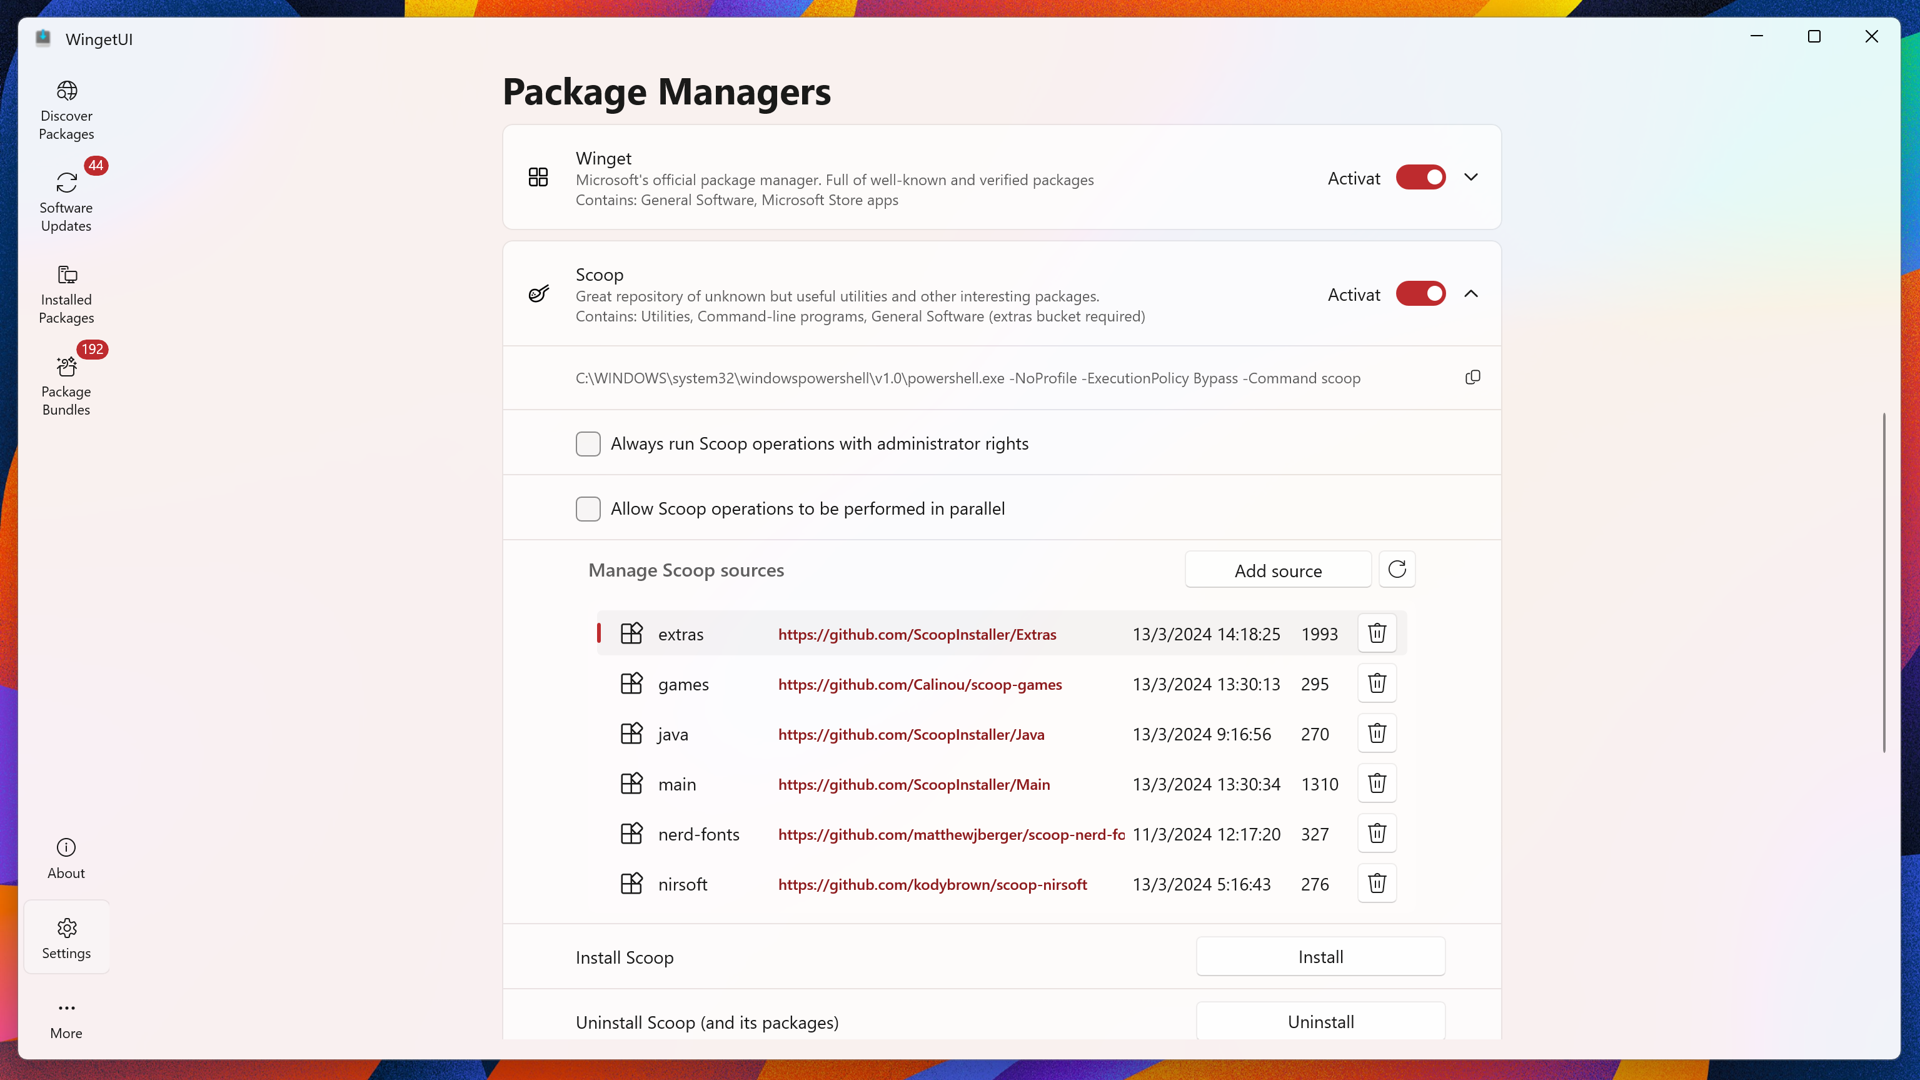 WingetUI
Discover
Packages
44
Software
Updates
Installed
Packages
192
Package
Bundles
About
Settings
More
Package Managers
Winget
Microsoft's official package manager. Full of well-known and verified packages
Contains: General Software, Microsoft Store apps
Activat
Scoop
Great repository of unknown but useful utilities and other interesting packages.
Contains: Utilities, Command-line programs, General Software (extras bucket required)
Activat
C:\WINDOWS\system32\windowspowershell\v1.0\powershell.exe -NoProfile -ExecutionPolicy Bypass -Command scoop
Always run Scoop operations with administrator rights
Allow Scoop operations to be performed in parallel
Manage Scoop sources
Add source
extras https://github.com/ScoopInstaller/Extras 13/3/2024 14:18:25 1993
games https://github.com/Calinou/scoop-games 13/3/2024 13:30:13 295
java https://github.com/ScoopInstaller/Java 13/3/2024 9:16:56 270
main https://github.com/ScoopInstaller/Main 13/3/2024 13:30:34 1310
nerd-fonts https://github.com/matthewjberger/scoop-nerd-fo 11/3/2024 12:17:20 327
nirsoft https://github.com/kodybrown/scoop-nirsoft 13/3/2024 5:16:43 276
Install Scoop
Install
Uninstall Scoop (and its packages)
Uninstall